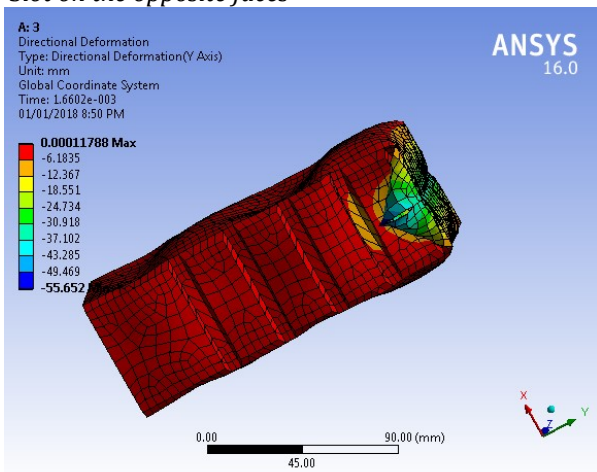 Slot on the opposite faces
A: 3
Directional Deformation
Type: Directional Deformation(Y Axis)
Unit: mm
Global Coordinate System
Time: 1.6602e-003
01/01/2018 8:50 PM
ANSYS
16.0
0.00011788 Max
-6.1835
-12.367
-18.551
-24.734
-30.918
-37.102
-43.285
-49.469
-55.652
X
Y
Z
0.00
90.00 (mm)
45.00